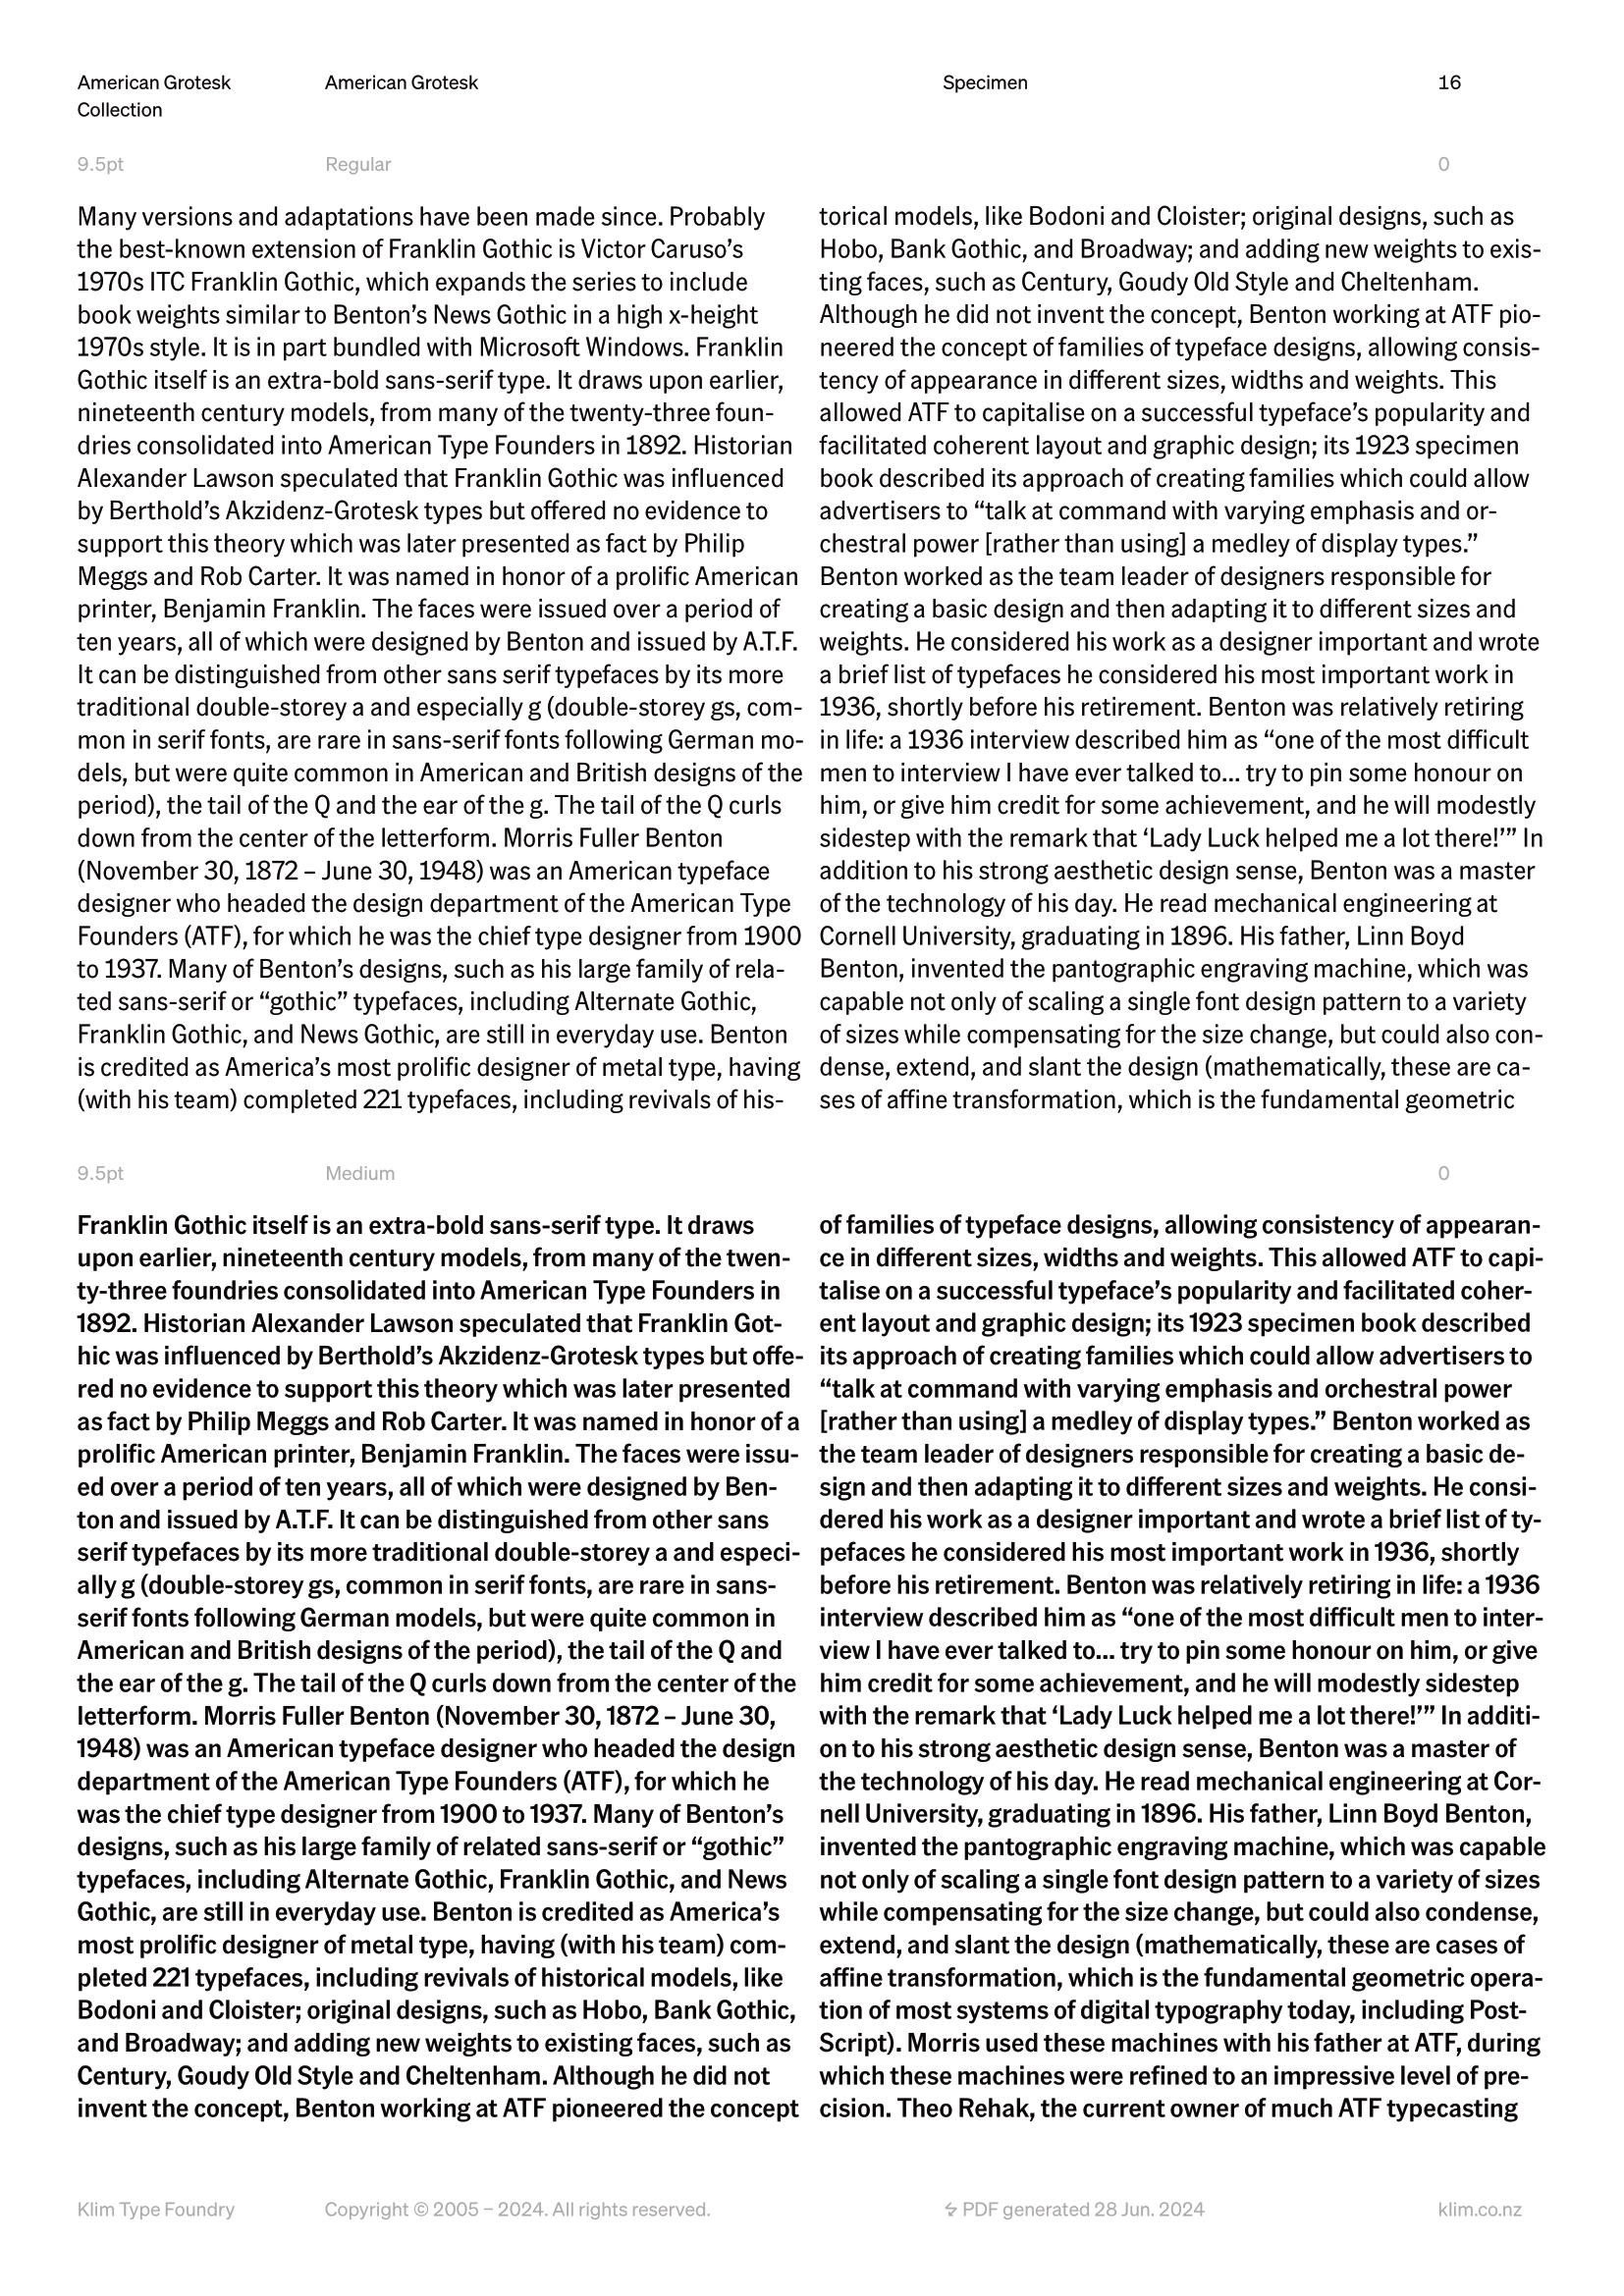 American Grotesk
Collection
American Grotesk
Specimen
16
9.5pt
Regular
0
Many versions and adaptations have been made since. Probably
the best-known extension of Franklin Gothic is Victor Caruso’s
1970s ITC Franklin Gothic, which expands the series to include
book weights similar to Benton’s News Gothic in a high x-height
1970s style. It is in part bundled with Microsoft Windows. Franklin
Gothic itself is an extra-bold sans-serif type. It draws upon earlier,
nineteenth century models, from many of the twenty-three foun-
dries consolidated into American Type Founders in 1892. Historian
Alexander Lawson speculated that Franklin Gothic was influenced
by Berthold’s Akzidenz-Grotesk types but offered no evidence to
support this theory which was later presented as fact by Philip
Meggs and Rob Carter. It was named in honor of a prolific American
printer, Benjamin Franklin. The faces were issued over a period of
ten years, all of which were designed by Benton and issued by A.T.F.
It can be distinguished from other sans serif typefaces by its more
traditional double-storey a and especially g (double-storey gs, com-
mon in serif fonts, are rare in sans-serif fonts following German mo-
dels, but were quite common in American and British designs of the
period), the tail of the Q and the ear of the g. The tail of the Q curls
down from the center of the letterform. Morris Fuller Benton
(November 30, 1872 – June 30, 1948) was an American typeface
designer who headed the design department of the American Type
Founders (ATF), for which he was the chief type designer from 1900
to 1937. Many of Benton’s designs, such as his large family of rela-
ted sans-serif or “gothic” typefaces, including Alternate Gothic,
Franklin Gothic, and News Gothic, are still in everyday use. Benton
is credited as America’s most prolific designer of metal type, having
(with his team) completed 221 typefaces, including revivals of his-
torical models, like Bodoni and Cloister; original designs, such as
Hobo, Bank Gothic, and Broadway; and adding new weights to exis-
ting faces, such as Century, Goudy Old Style and Cheltenham.
Although he did not invent the concept, Benton working at ATF pio-
neered the concept of families of typeface designs, allowing consis-
tency of appearance in different sizes, widths and weights. This
allowed ATF to capitalise on a successful typeface’s popularity and
facilitated coherent layout and graphic design; its 1923 specimen
book described its approach of creating families which could allow
advertisers to “talk at command with varying emphasis and or-
chestral power [rather than using] a medley of display types.”
Benton worked as the team leader of designers responsible for
creating a basic design and then adapting it to different sizes and
weights. He considered his work as a designer important and wrote
a brief list of typefaces he considered his most important work in
1936, shortly before his retirement. Benton was relatively retiring
in life: a 1936 interview described him as “one of the most difficult
men to interview I have ever talked to… try to pin some honour on
him, or give him credit for some achievement, and he will modestly
sidestep with the remark that ‘Lady Luck helped me a lot there!’” In
addition to his strong aesthetic design sense, Benton was a master
of the technology of his day. He read mechanical engineering at
Cornell University, graduating in 1896. His father, Linn Boyd
Benton, invented the pantographic engraving machine, which was
capable not only of scaling a single font design pattern to a variety
of sizes while compensating for the size change, but could also con-
dense, extend, and slant the design (mathematically, these are ca-
ses of affine transformation, which is the fundamental geometric
9.5pt
Medium
0
Franklin Gothic itself is an extra-bold sans-serif type. It draws
upon earlier, nineteenth century models, from many of the twen-
ty-three foundries consolidated into American Type Founders in
1892. Historian Alexander Lawson speculated that Franklin Got-
hic was influenced by Berthold’s Akzidenz-Grotesk types but offe-
red no evidence to support this theory which was later presented
as fact by Philip Meggs and Rob Carter. It was named in honor of a
prolific American printer, Benjamin Franklin. The faces were issu-
ed over a period of ten years, all of which were designed by Ben-
ton and issued by A.T.F. It can be distinguished from other sans
serif typefaces by its more traditional double-storey a and especi-
ally g (double-storey gs, common in serif fonts, are rare in sans-
serif fonts following German models, but were quite common in
American and British designs of the period), the tail of the Q and
the ear of the g. The tail of the Q curls down from the center of the
letterform. Morris Fuller Benton (November 30, 1872 – June 30,
1948) was an American typeface designer who headed the design
department of the American Type Founders (ATF), for which he
was the chief type designer from 1900 to 1937. Many of Benton’s
designs, such as his large family of related sans-serif or “gothic”
typefaces, including Alternate Gothic, Franklin Gothic, and News
Gothic, are still in everyday use. Benton is credited as America’s
most prolific designer of metal type, having (with his team) com-
pleted 221 typefaces, including revivals of historical models, like
Bodoni and Cloister; original designs, such as Hobo, Bank Gothic,
and Broadway; and adding new weights to existing faces, such as
Century, Goudy Old Style and Cheltenham. Although he did not
invent the concept, Benton working at ATF pioneered the concept
of families of typeface designs, allowing consistency of appearan-
ce in different sizes, widths and weights. This allowed ATF to capi-
talise on a successful typeface’s popularity and facilitated coher-
ent layout and graphic design; its 1923 specimen book described
its approach of creating families which could allow advertisers to
“talk at command with varying emphasis and orchestral power
[rather than using] a medley of display types.” Benton worked as
the team leader of designers responsible for creating a basic de-
sign and then adapting it to different sizes and weights. He consi-
dered his work as a designer important and wrote a brief list of ty-
pefaces he considered his most important work in 1936, shortly
before his retirement. Benton was relatively retiring in life: a 1936
interview described him as “one of the most difficult men to inter-
view I have ever talked to… try to pin some honour on him, or give
him credit for some achievement, and he will modestly sidestep
with the remark that ‘Lady Luck helped me a lot there!’” In additi-
on to his strong aesthetic design sense, Benton was a master of
the technology of his day. He read mechanical engineering at Cor-
nell University, graduating in 1896. His father, Linn Boyd Benton,
invented the pantographic engraving machine, which was capable
not only of scaling a single font design pattern to a variety of sizes
while compensating for the size change, but could also condense,
extend, and slant the design (mathematically, these are cases of
affine transformation, which is the fundamental geometric opera-
tion of most systems of digital typography today, including Post-
Script). Morris used these machines with his father at ATF, during
which these machines were refined to an impressive level of pre-
cision. Theo Rehak, the current owner of much ATF typecasting
Klim Type Foundry
Copyright © 2005 – 2024. All rights reserved.
PDF generated 28 Jun. 2024
klim.co.nz